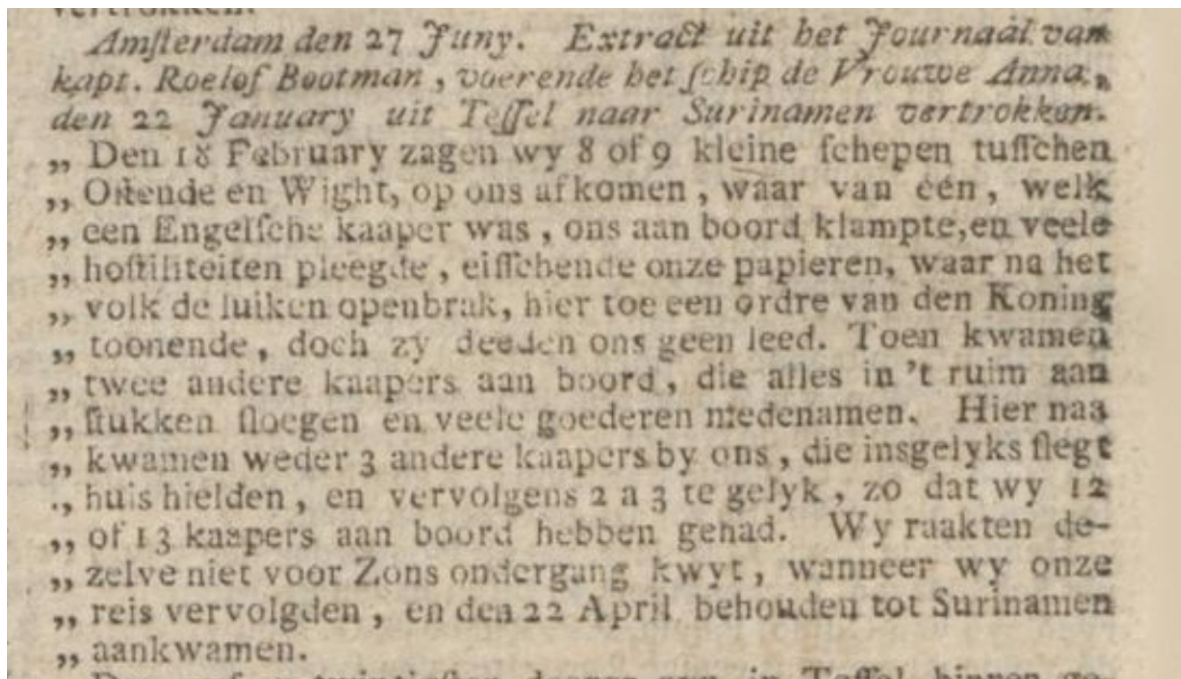 vertrokken.
Amſterdam den 27 Juny. Extract uit het Journaal van
kapt. Roelof Bootman, voerende het ſchip de Vrouwe Anna,
den 22 January uit Teſſel naar Surinamen vertrokken.
„ Den 18 February zagen wy 8 of 9 kleine ſchepen tuſſchen
„ Oſtende en Wight, op ons afkomen, waar van één, welk
„ een Engelſche kaaper was, ons aan boord klampte, en veele
„ hoſtiliteiten pleegde, eiſſchende onze papieren, waar na het
„ volk de luiken openbrak, hier toe een ordre van den Koning
„ toonende, doch zy deeden ons geen leed. Toen kwamen
„ twee andere kaapers aan boord, die alles in 't ruim aan
„ ſtukken ſloegen en veele goederen medenamen. Hier naa
„ kwamen weder 3 andere kaapers by ons, die insgelyks ſlegt
„ huis hielden, en vervolgens 2 a 3 te gelyk, zo dat wy 12
„ of 13 kaapers aan boord hebben gehad. Wy raakten de-
„ zelve niet voor Zons ondergang kwyt, wanneer wy onze
„ reis vervolgden, en den 22 April behouden tot Surinamen
„ aankwamen.